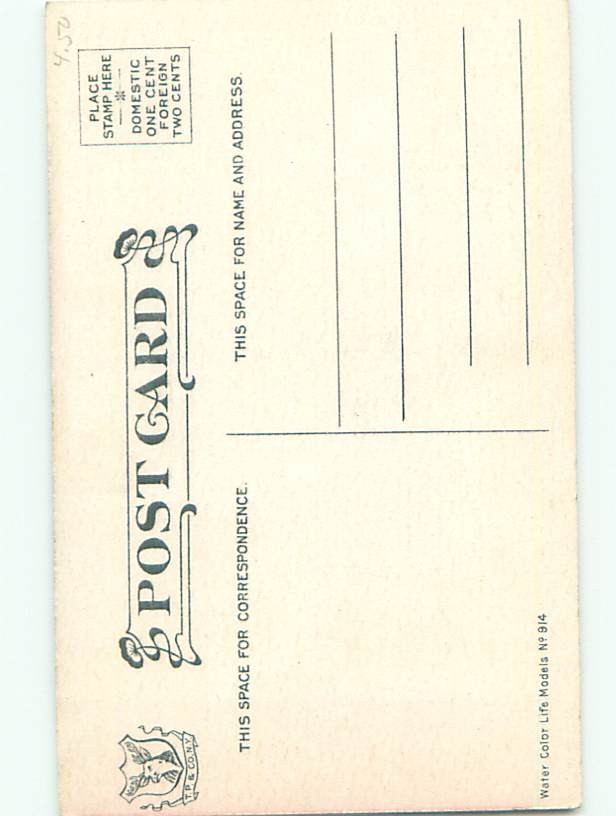 4.50
PLACE
STAMP HERE
DOMESTIC
ONE CENT
FOREIGN
TWO CENTS
POST CARD
THIS SPACE FOR CORRESPONDENCE.
THIS SPACE FOR NAME AND ADDRESS.
T.P. & CO. N.Y.
Water Color Life Models Nº 914